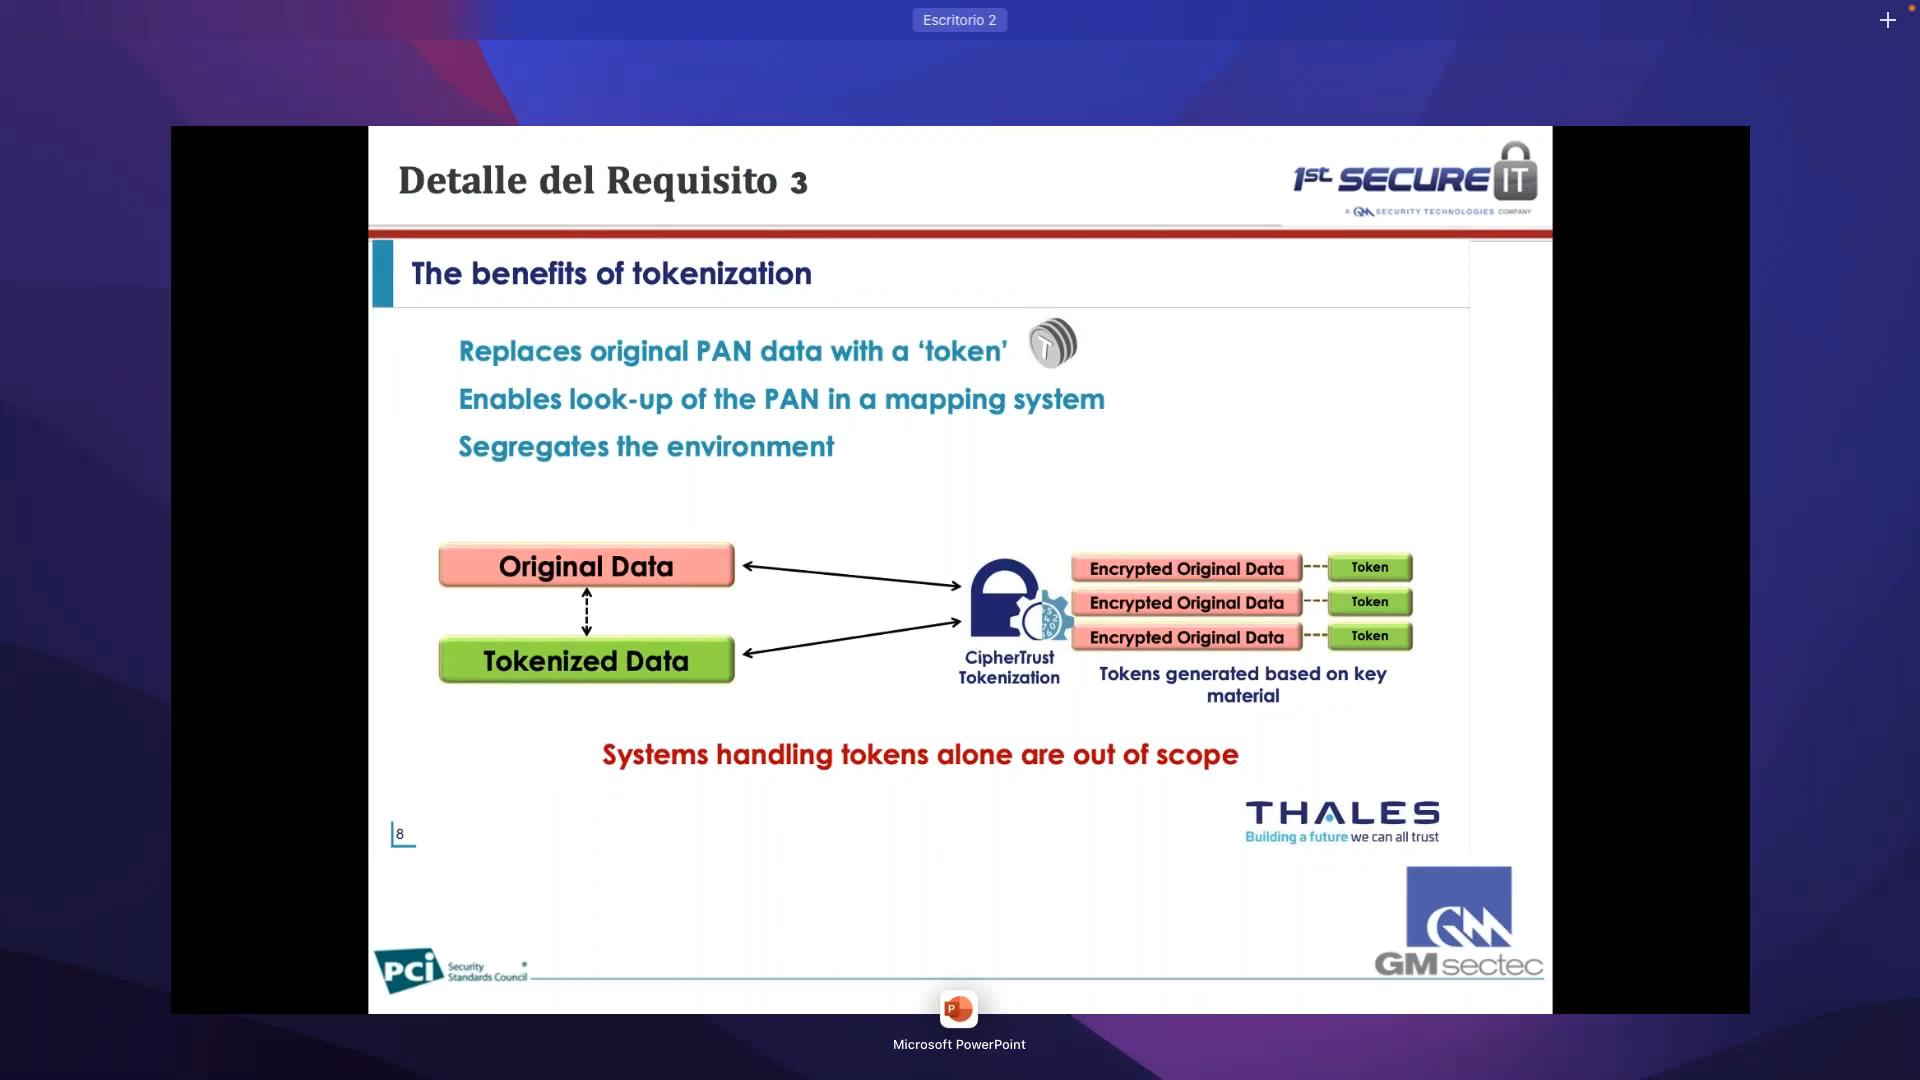 Escritorio 2
Detalle del Requisito 3
1st SECURE IT
A GM SECURITY TECHNOLOGIES COMPANY
The benefits of tokenization
Replaces original PAN data with a ‘token’
T
Enables look-up of the PAN in a mapping system
Segregates the environment
Original Data
Tokenized Data
CipherTrust
Tokenization
Encrypted Original Data
Token
Encrypted Original Data
Token
Encrypted Original Data
Token
Tokens generated based on key
material
Systems handling tokens alone are out of scope
THALES
Building a future we can all trust
8
GM
GM sectec
PCi Security
Standards Council
P
Microsoft PowerPoint